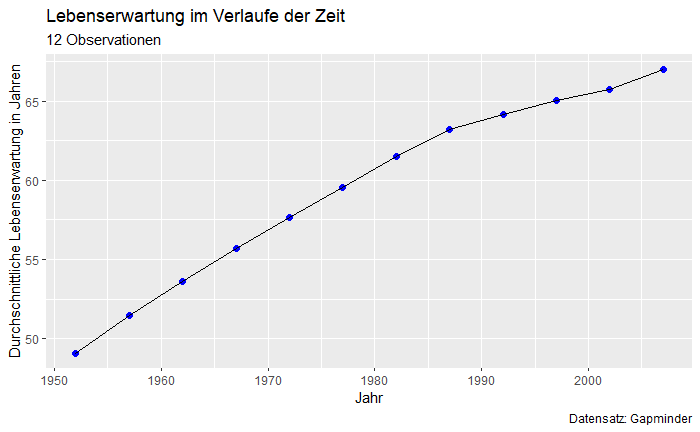 Lebenserwartung im Verlaufe der Zeit
12 Observationen
Durchschnittliche Lebenserwartung in Jahren
65
60
55
50
1950 1960 1970 1980 1990 2000
Jahr
Datensatz: Gapminder